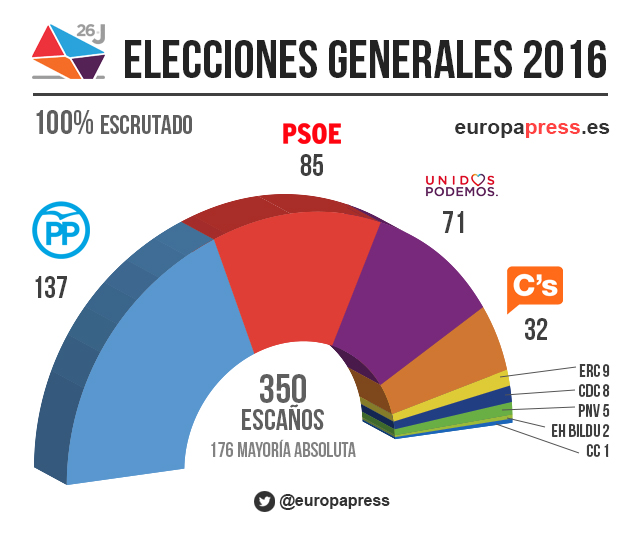 26·J
ELECCIONES GENERALES 2016
100% ESCRUTADO
europapress.es
PSOE
85
UNIDOS
PODEMOS.
71
PP
137
C's
32
ERC 9
CDC 8
PNV 5
EH BILDU 2
CC 1
350
ESCAÑOS
176 MAYORÍA ABSOLUTA
@europapress